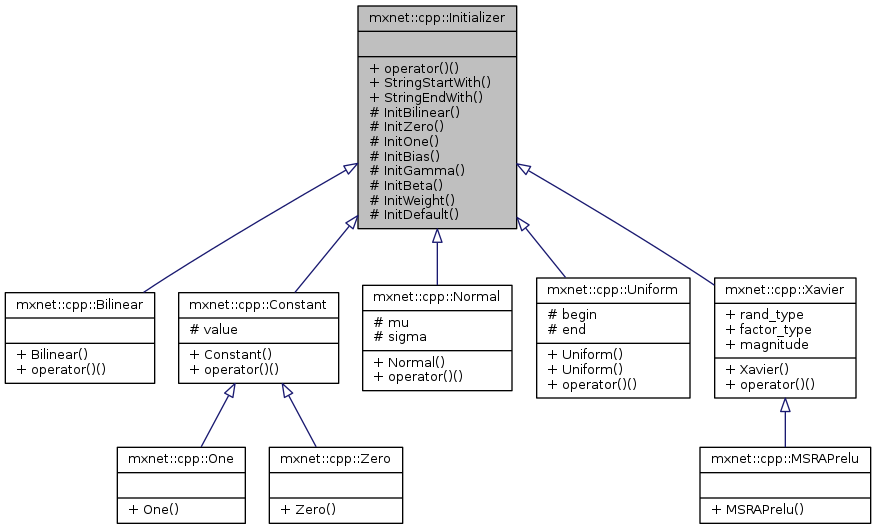 mxnet::cpp::Initializer
+ operator()()
+ StringStartWith()
+ StringEndWith()
# InitBilinear()
# InitZero()
# InitOne()
# InitBias()
# InitGamma()
# InitBeta()
# InitWeight()
# InitDefault()
mxnet::cpp::Bilinear
+ Bilinear()
+ operator()()
mxnet::cpp::Constant
# value
+ Constant()
+ operator()()
mxnet::cpp::Normal
# mu
# sigma
+ Normal()
+ operator()()
mxnet::cpp::Uniform
# begin
# end
+ Uniform()
+ Uniform()
+ operator()()
mxnet::cpp::Xavier
+ rand_type
+ factor_type
+ magnitude
+ Xavier()
+ operator()()
mxnet::cpp::One
+ One()
mxnet::cpp::Zero
+ Zero()
mxnet::cpp::MSRAPrelu
+ MSRAPrelu()